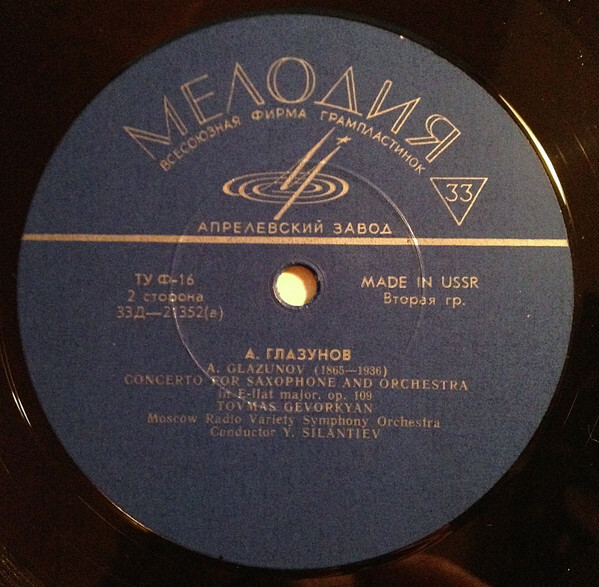 МЕЛОДИЯ
ВСЕСОЮЗНАЯ ФИРМА ГРАМПЛАСТИНОК
33
АПРЕЛЕВСКИЙ ЗАВОД
ТУ Ф-16
2 сторона
33Д—21352(в)
MADE IN USSR
Вторая гр.
А. ГЛАЗУНОВ
A. GLAZUNOV (1865—1936)
CONCERTO FOR SAXOPHONE AND ORCHESTRA
in E-flat major, op. 109
TOVMAS GEVORKYAN
Moscow Radio Variety Symphony Orchestra
Conductor Y. SILANTIEV